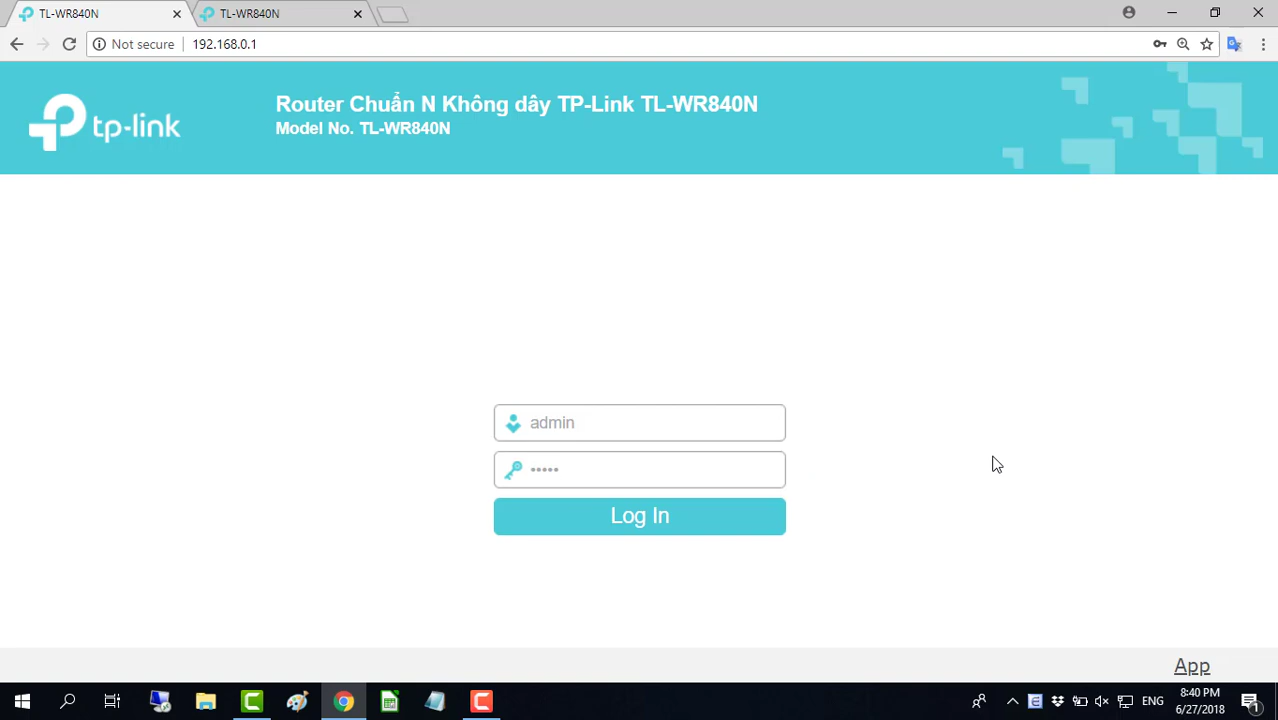 TL-WR840N
TL-WR840N
Not secure
192.168.0.1
tp-link
Router Chuẩn N Không dây TP-Link TL-WR840N
Model No. TL-WR840N
admin
•••••
Log In
App
ENG
8:40 PM
6/27/2018
1